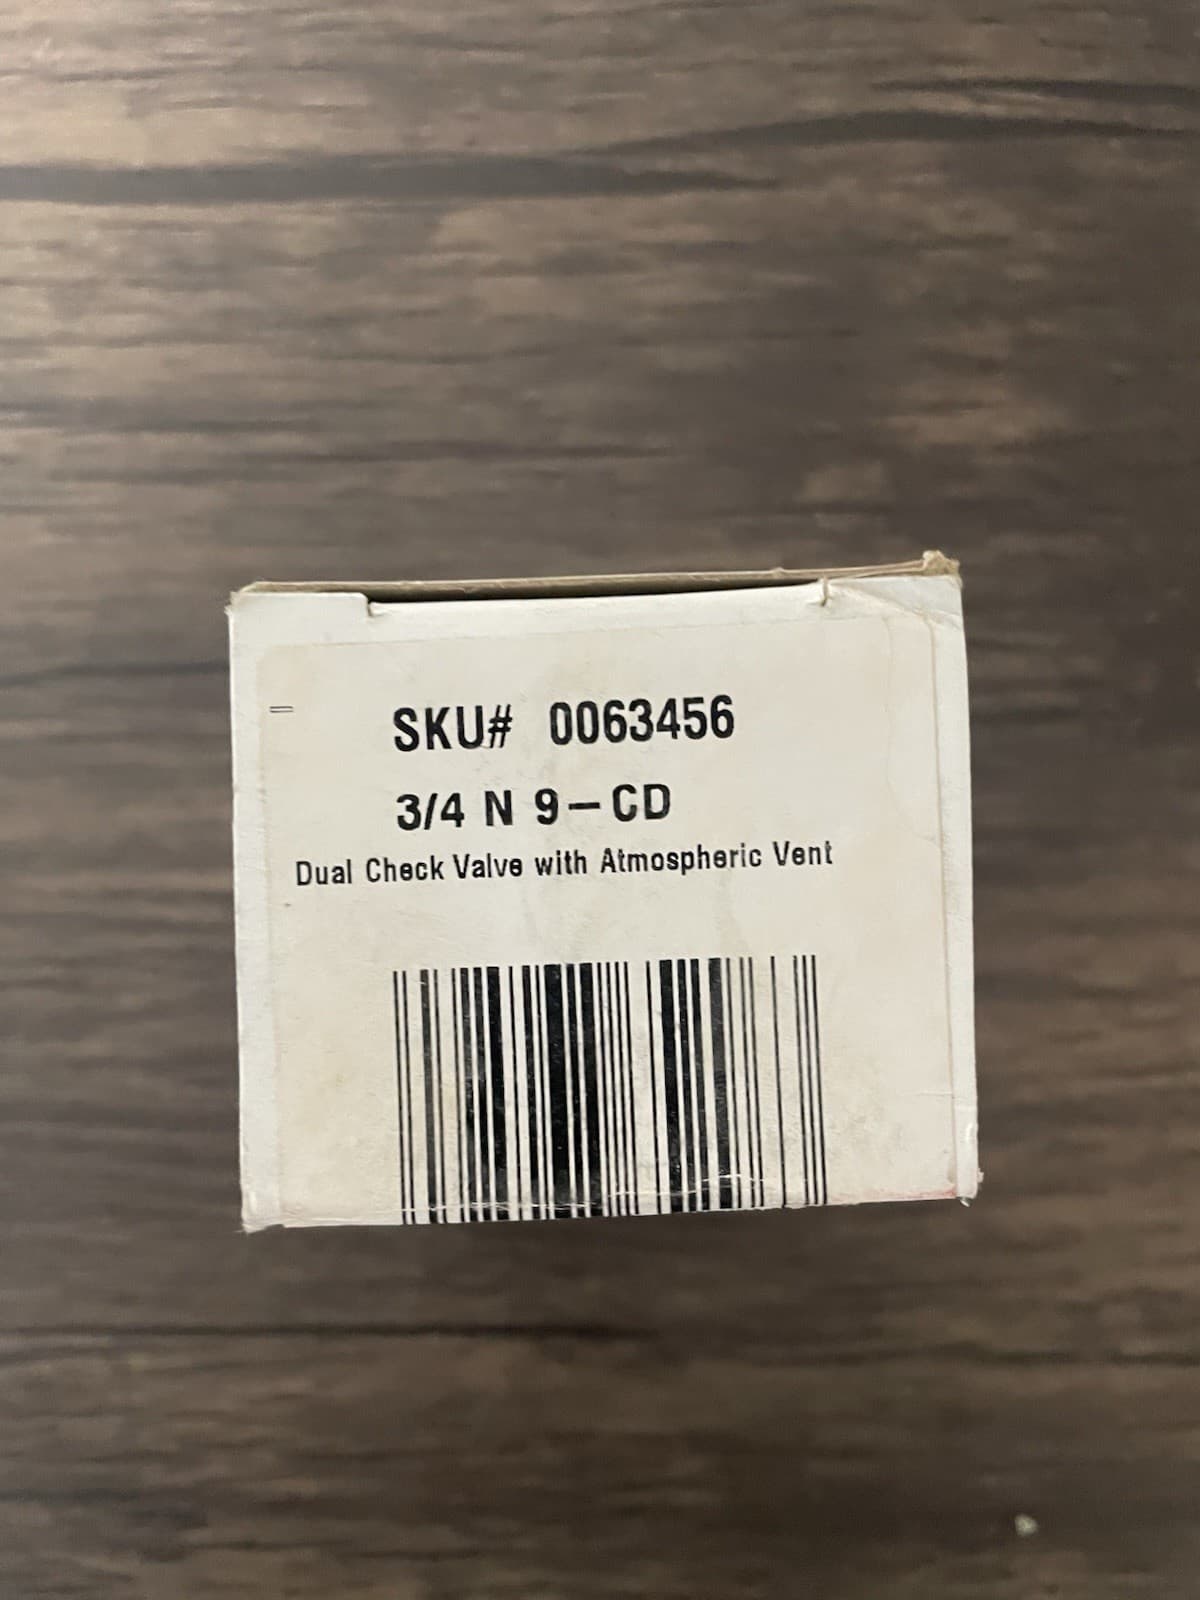 SKU# 0063456
3/4 N 9-CD
Dual Check Valve with Atmospheric Vent